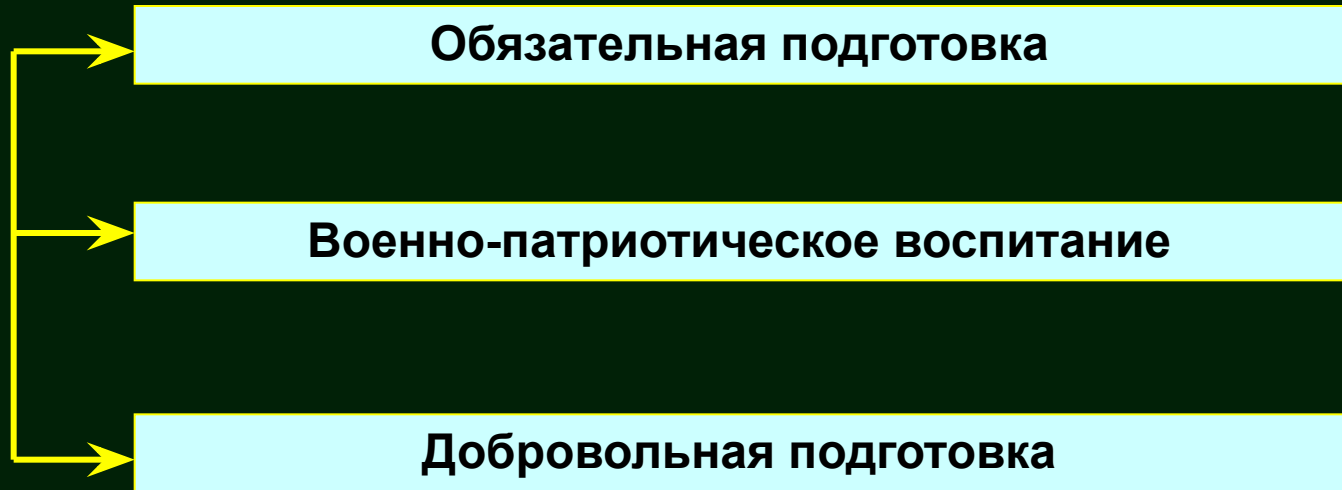 Обязательная подготовка
Военно-патриотическое воспитание
Добровольная подготовка